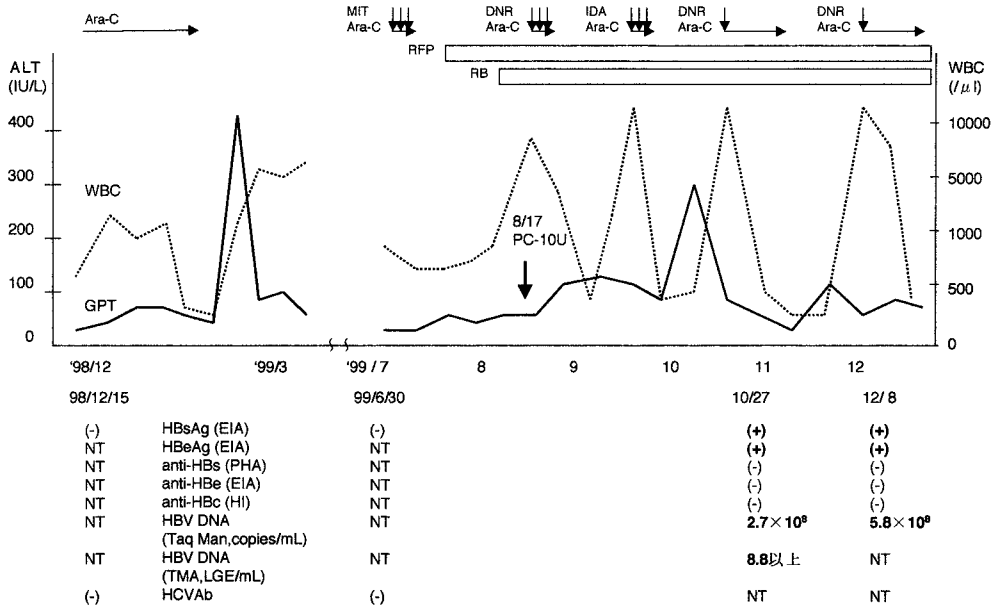 MIT DNR IDA DNR DNR
Ara-C Ara-C Ara-C Ara-C Ara-C Ara-C
RFP
RB
ALT
(IU/L)
WBC
(/μl)
400
300
200
100
0
10000
5000
1000
500
0
WBC
GPT
8/17
PC-10U
'98/12 '99/3 '99/7 8 9 10 11 12
98/12/15 99/6/30 10/27 12/8
(-) HBsAg (EIA) (-) (+) (+)
NT HBeAg (EIA) NT (+) (+)
NT anti-HBs (PHA) NT (-) (-)
NT anti-HBe (EIA) NT (-) (-)
NT anti-HBc (HI) NT (-) (-)
NT HBV DNA NT 2.7×10⁸ 5.8×10⁸
(Taq Man,copies/mL)
NT HBV DNA NT 8.8以上 NT
(TMA,LGE/mL)
(-) HCVAb (-) NT NT